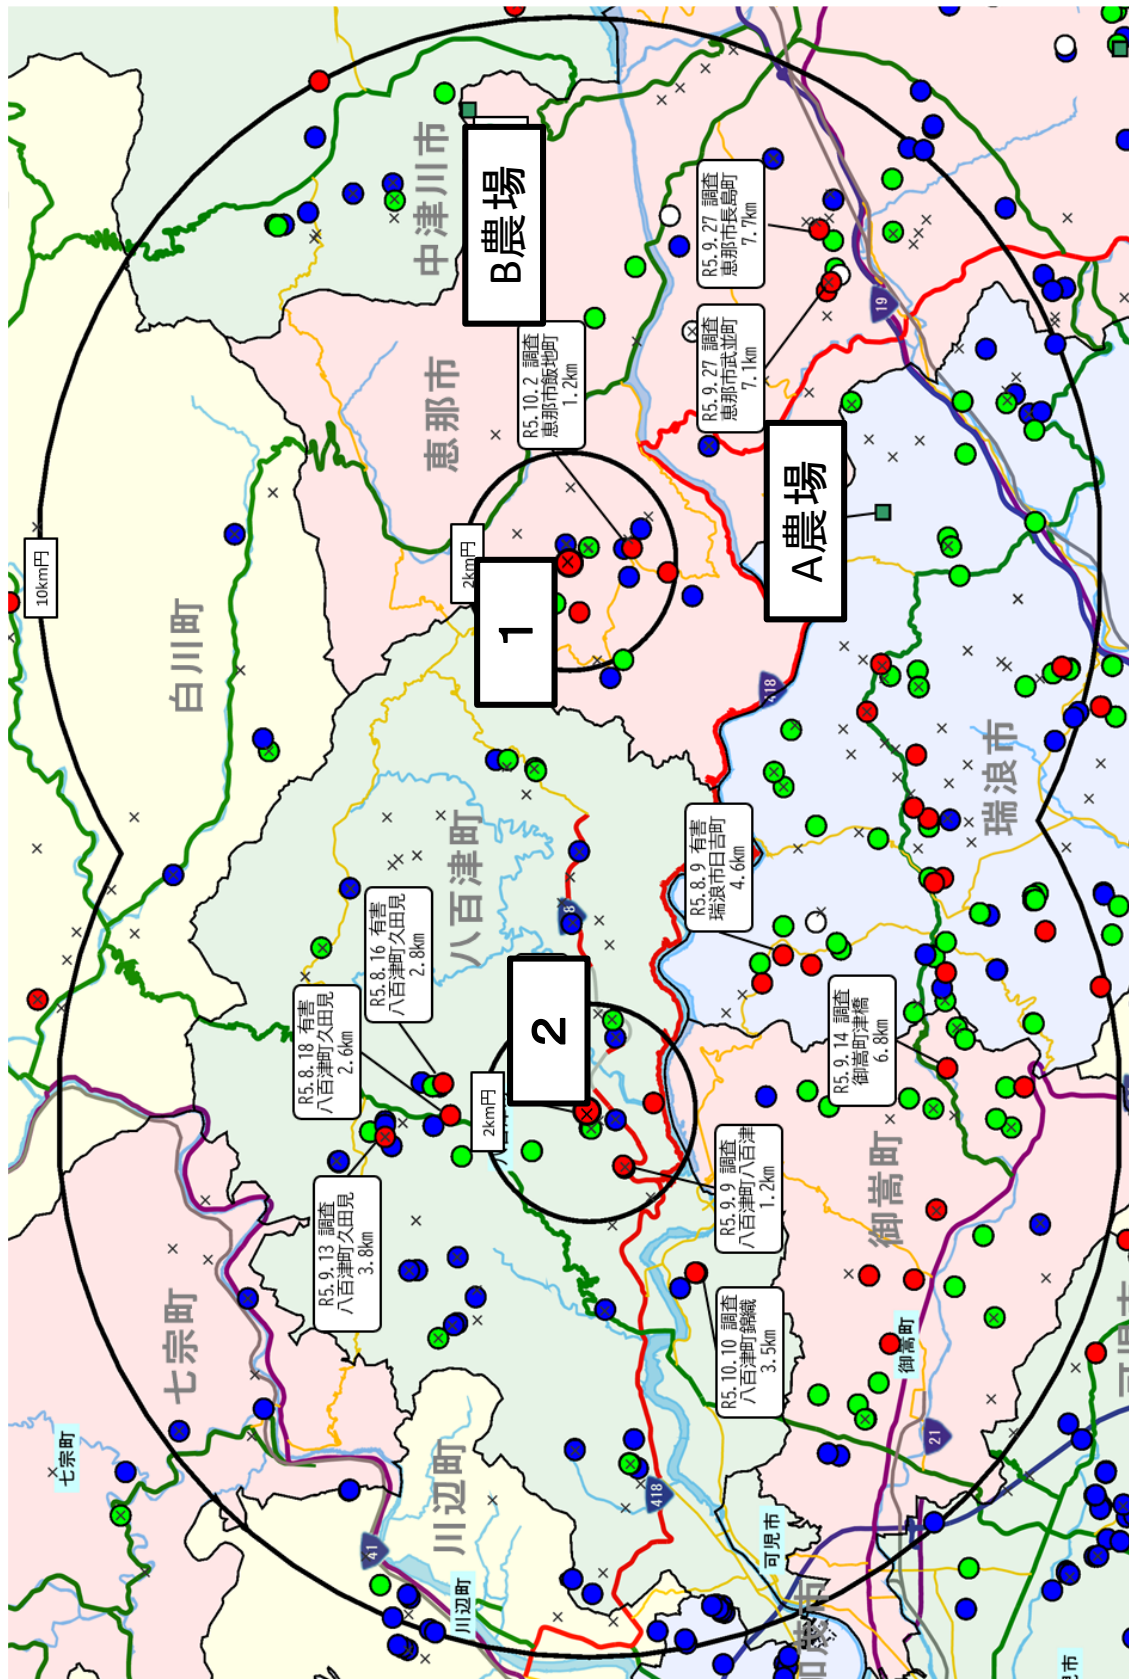 10km円
七宗町
七宗町
白川町
R5.9.13 調査
八百津町久田見
3.8km
R5.8.18 有害
八百津町久田見
2.6km
R5.8.16 有害
八百津町久田見
2.8km
41
川辺町
川辺町
八百津町
恵那市
中津川市
2km円
2km円
B農場
1
2
R5.10.2 調査
恵那市飯地町
1.2km
8
418
R5.8.9 有害
瑞浪市日吉町
4.6km
R5.9.27 調査
恵那市武並町
7.1km
R5.9.27 調査
恵那市長島町
7.7km
R5.10.10 調査
八百津町錦織
3.5km
R5.9.9 調査
八百津町八百津
1.2km
可児市
418
A農場
R5.9.14 調査
御嵩町津橋
6.8km
御嵩町
御嵩町
19
21
瑞浪市